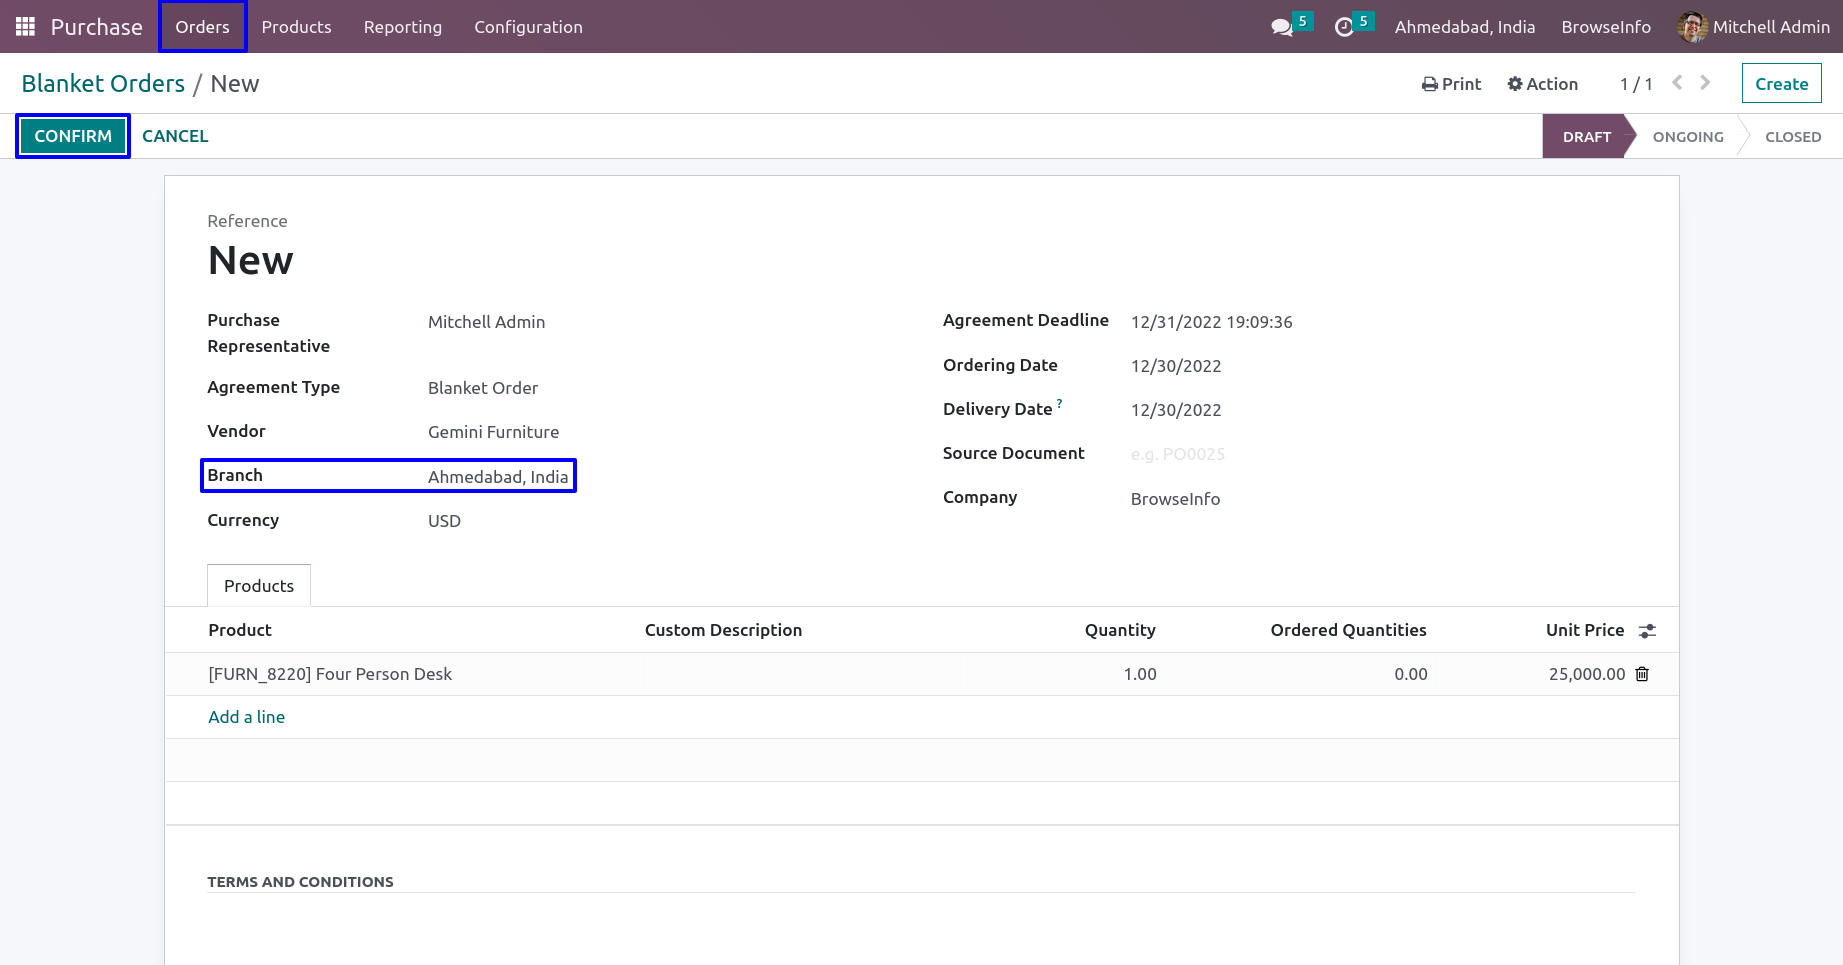 Purchase Orders Products Reporting Configuration 5 5 Ahmedabad, India BrowseInfo Mitchell Admin
Blanket Orders / New Print Action 1 / 1 Create
CONFIRM CANCEL DRAFT ONGOING CLOSED
Reference
New
Purchase Representative Mitchell Admin
Agreement Type Blanket Order
Vendor Gemini Furniture
Branch Ahmedabad, India
Currency USD
Agreement Deadline 12/31/2022 19:09:36
Ordering Date 12/30/2022
Delivery Date ? 12/30/2022
Source Document e.g. PO0025
Company BrowseInfo
Products
Product Custom Description Quantity Ordered Quantities Unit Price
[FURN_8220] Four Person Desk 1.00 0.00 25,000.00
Add a line
TERMS AND CONDITIONS